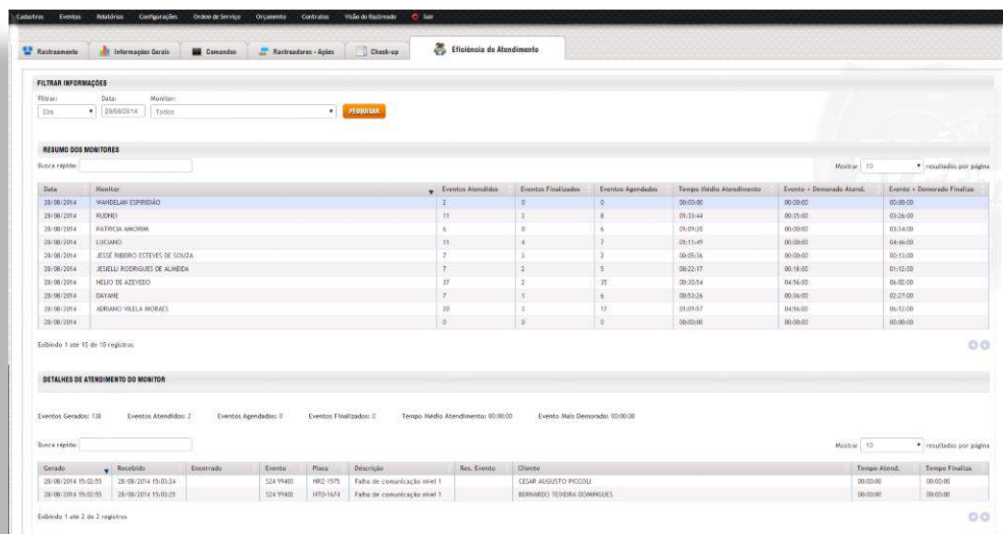 Cadastros Eventos Relatórios Configurações Ordem de Serviço Orçamento Contratos Visão do Rastreado Sair
Rastreamento Informações Gerais Comandos Rastreadores - Ações Check-up Eficiência do Atendimento
FILTRAR INFORMAÇÕES
Filtrar: Data: Monitor:
Dia 28/08/2014 Todos PESQUISAR
RESUMO DOS MONITORES
Busca rápida: Mostrar 10 resultados por página
Data Monitor Eventos Atendidos Eventos Finalizados Eventos Agendados Tempo Médio Atendimento Evento + Demorado Atend. Evento + Demorado Finaliza
28/08/2014 WANDELAN ESPIRIDIÃO 2 0 0 00:00:00 00:00:00 00:00:00
28/08/2014 RUDNEI 11 3 8 01:33:44 00:35:00 03:26:00
28/08/2014 PATRICIA AMORIM 6 0 6 01:01:20 00:00:00 03:34:00
28/08/2014 LUCIANO 11 4 7 01:11:49 00:00:00 04:46:00
28/08/2014 JESSÉ RIBEIRO ESTEVES DE SOUZA 7 3 2 00:05:36 00:00:00 00:13:00
28/08/2014 JESIELLI RODRIGUES DE ALMEIDA 7 2 5 00:22:17 00:18:00 01:12:00
28/08/2014 HELIO DE AZEVEDO 37 2 35 00:30:54 04:56:00 06:02:00
28/08/2014 DAYANE 7 1 6 00:53:26 00:36:00 02:27:00
28/08/2014 ADRIANO VILELA MORAES 20 3 17 01:09:57 04:56:00 06:12:00
28/08/2014 0 0 0 00:00:00 00:00:00 00:00:00
Exibindo 1 até 10 de 10 registros
DETALHES DE ATENDIMENTO DO MONITOR
Eventos Gerados: 138 Eventos Atendidos: 2 Eventos Agendados: 0 Eventos Finalizados: 0 Tempo Médio Atendimento: 00:00:00 Evento Mais Demorado: 00:00:00
Busca rápida: Mostrar 10 resultados por página
Gerado Recebido Encerrado Evento Placa Descrição Res. Evento Cliente Tempo Atend. Tempo Finaliza
28/08/2014 15:02:55 28/08/2014 15:03:24 S24 99400 Falha de comunicação nível 1 CESAR AUGUSTO PICCOLI 00:00:00 00:00:00
28/08/2014 15:02:55 28/08/2014 15:03:25 S24 99400 HTO-1674 Falha de comunicação nível 1 BERNARDO TEIXEIRA DOMINGUES 00:00:00 00:00:00
Exibindo 1 até 2 de 2 registros